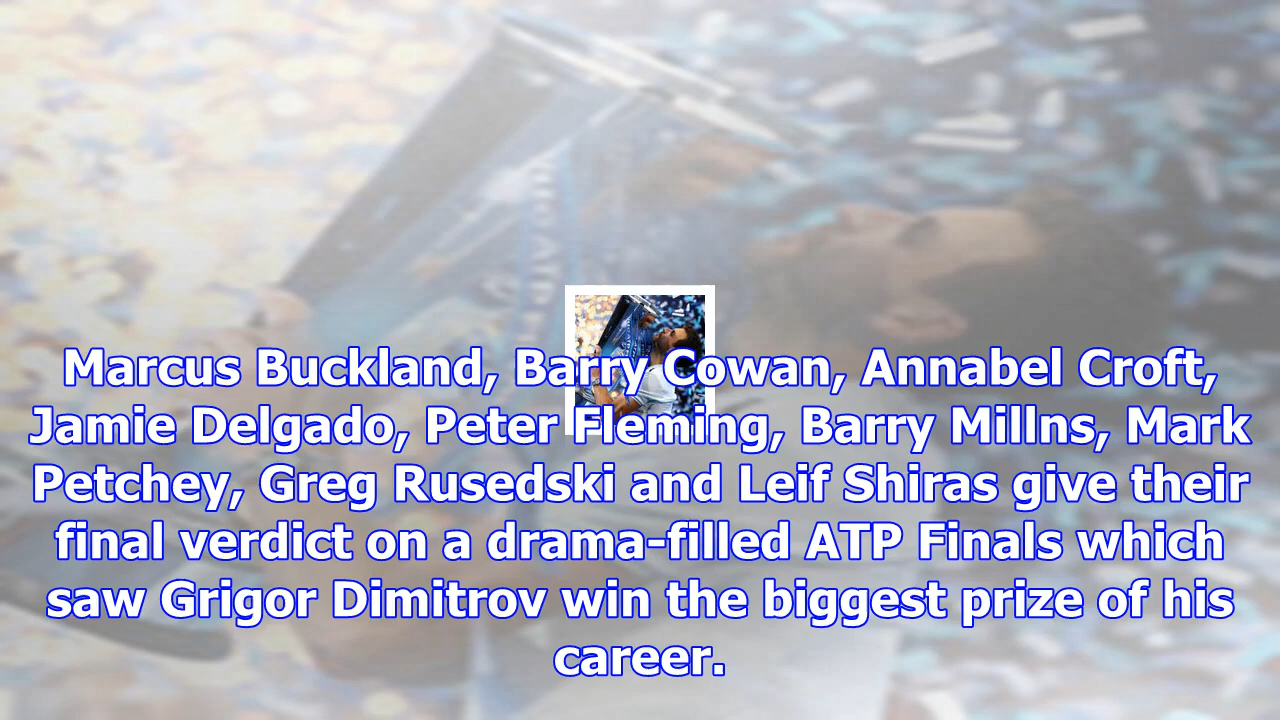 Marcus Buckland, Barry Cowan, Annabel Croft,
Jamie Delgado, Peter Fleming, Barry Millns, Mark
Petchey, Greg Rusedski and Leif Shiras give their
final verdict on a drama-filled ATP Finals which
saw Grigor Dimitrov win the biggest prize of his
career.